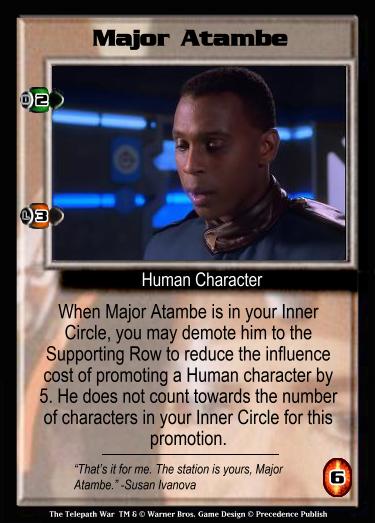 Major Atambe
D 2
L 3
Human Character
When Major Atambe is in your Inner
Circle, you may demote him to the
Supporting Row to reduce the influence
cost of promoting a Human character by
5. He does not count towards the number
of characters in your Inner Circle for this
promotion.
"That's it for me. The station is yours, Major
Atambe." -Susan Ivanova
6
The Telepath War TM & © Warner Bros. Game Design © Precedence Publish